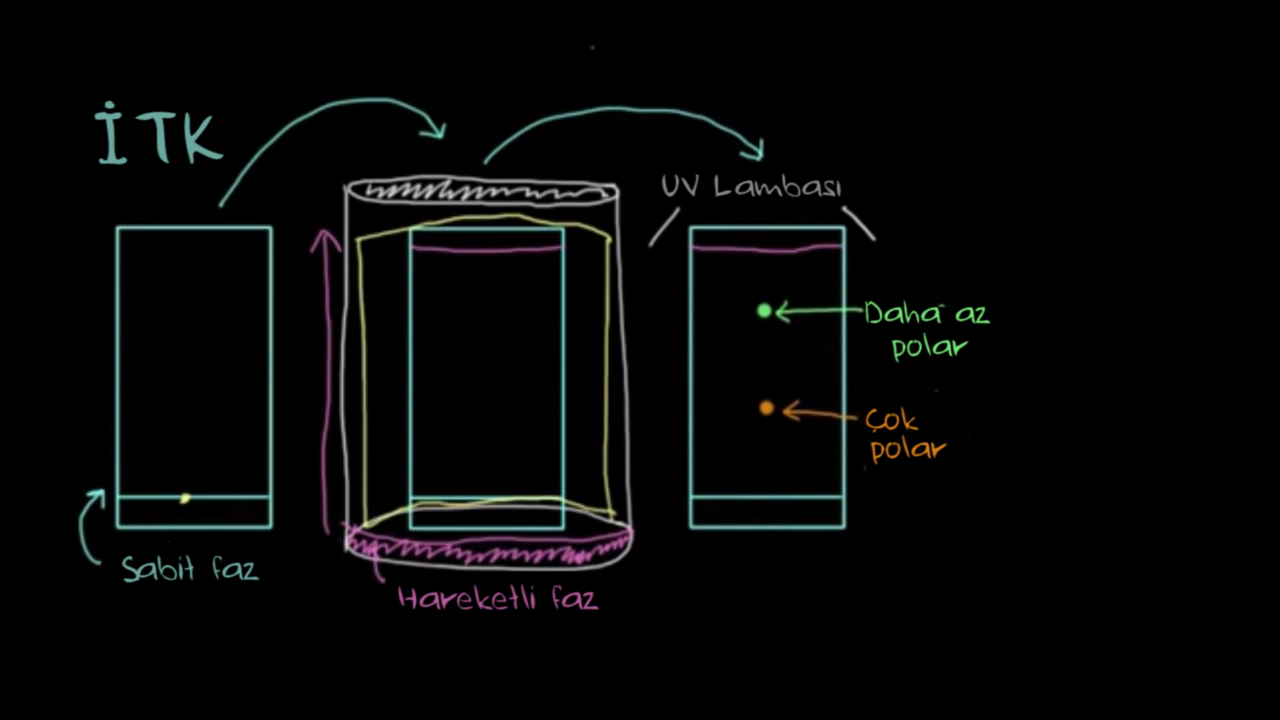 İTK
UV Lambası
Daha az
polar
Çok
polar
Sabit faz
Hareketli faz